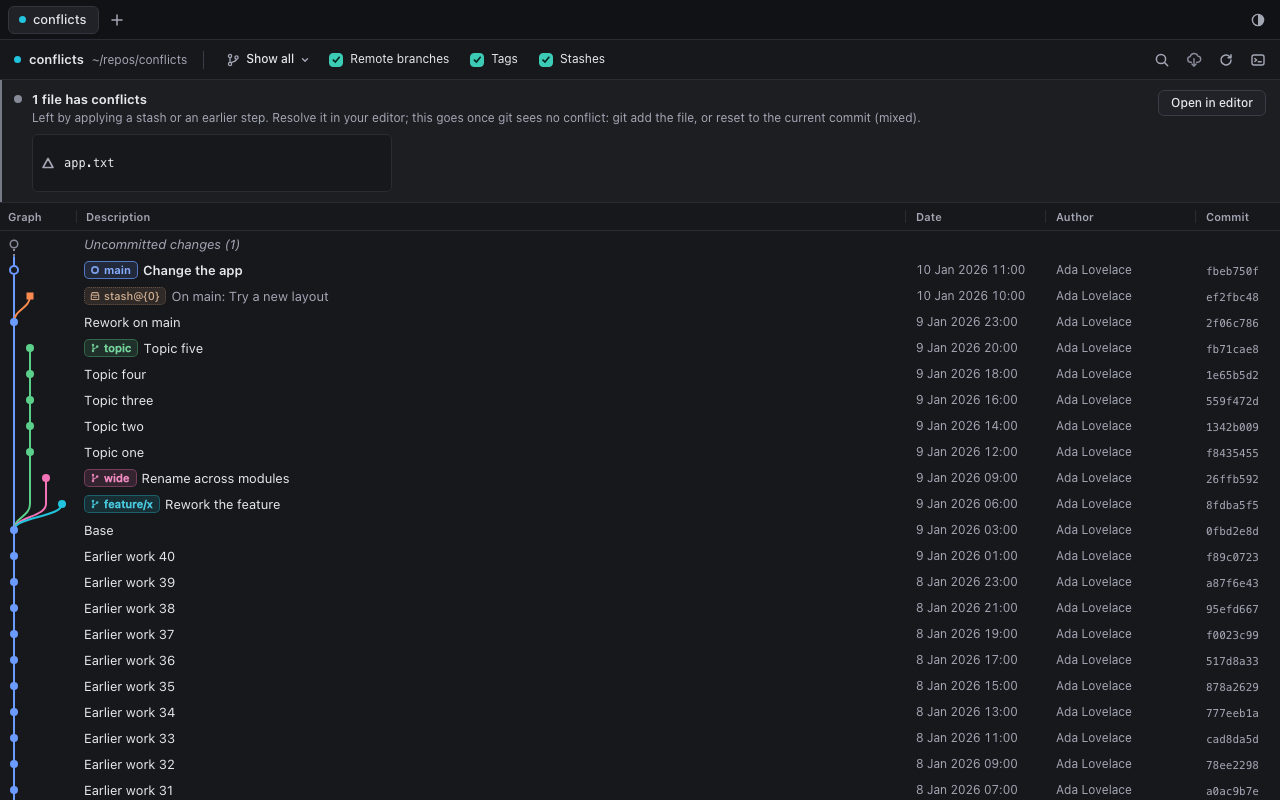 conflicts
conflicts ~/repos/conflicts Show all Remote branches Tags Stashes
1 file has conflicts
Open in editor
Left by applying a stash or an earlier step. Resolve it in your editor; this goes once git sees no conflict: git add the file, or reset to the current commit (mixed).
app.txt
Graph Description Date Author Commit
Uncommitted changes (1)
main Change the app 10 Jan 2026 11:00 Ada Lovelace fbeb750f
stash@{0} On main: Try a new layout 10 Jan 2026 10:00 Ada Lovelace ef2fbc48
Rework on main 9 Jan 2026 23:00 Ada Lovelace 2f06c786
topic Topic five 9 Jan 2026 20:00 Ada Lovelace fb71cae8
Topic four 9 Jan 2026 18:00 Ada Lovelace 1e65b5d2
Topic three 9 Jan 2026 16:00 Ada Lovelace 559f472d
Topic two 9 Jan 2026 14:00 Ada Lovelace 1342b009
Topic one 9 Jan 2026 12:00 Ada Lovelace f8435455
wide Rename across modules 9 Jan 2026 09:00 Ada Lovelace 26ffb592
feature/x Rework the feature 9 Jan 2026 06:00 Ada Lovelace 8fdba5f5
Base 9 Jan 2026 03:00 Ada Lovelace 0fbd2e8d
Earlier work 40 9 Jan 2026 01:00 Ada Lovelace f89c0723
Earlier work 39 8 Jan 2026 23:00 Ada Lovelace a87f6e43
Earlier work 38 8 Jan 2026 21:00 Ada Lovelace 95efd667
Earlier work 37 8 Jan 2026 19:00 Ada Lovelace f0023c99
Earlier work 36 8 Jan 2026 17:00 Ada Lovelace 517d8a33
Earlier work 35 8 Jan 2026 15:00 Ada Lovelace 878a2629
Earlier work 34 8 Jan 2026 13:00 Ada Lovelace 777eeb1a
Earlier work 33 8 Jan 2026 11:00 Ada Lovelace cad8da5d
Earlier work 32 8 Jan 2026 09:00 Ada Lovelace 78ee2298
Earlier work 31 8 Jan 2026 07:00 Ada Lovelace a0ac9b7e